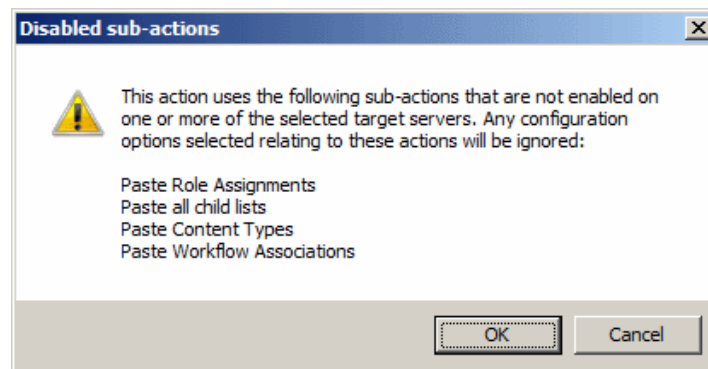 Disabled sub-actions
This action uses the following sub-actions that are not enabled on
one or more of the selected target servers. Any configuration
options selected relating to these actions will be ignored:
Paste Role Assignments
Paste all child lists
Paste Content Types
Paste Workflow Associations
OK
Cancel